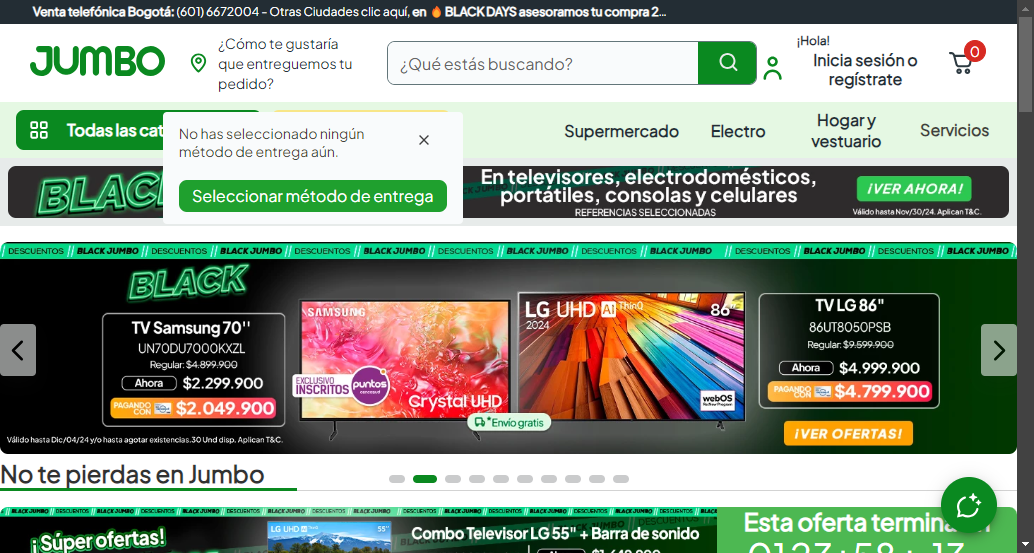 Venta telefónica Bogotá: (601) 6672004 - Otras Ciudades clic aquí, en 🔥 BLACK DAYS asesoramos tu compra 2...
JUMBO
¿Cómo te gustaría
que entreguemos tu
pedido?
¿Qué estás buscando?
¡Hola!
Inicia sesión o
regístrate
0
Todas las cat
No has seleccionado ningún
método de entrega aún.
Seleccionar método de entrega
Supermercado
Electro
Hogar y
vestuario
Servicios
BLACK
En televisores, electrodomésticos,
portátiles, consolas y celulares
REFERENCIAS SELECCIONADAS
¡VER AHORA!
Válido hasta Nov/30/24. Aplican T&C.
DESCUENTOS // BLACK JUMBO // DESCUENTOS // BLACK JUMBO // DESCUENTOS // BLACK JUMBO // DESCUENTOS // BLACK JUMBO // DESCUENTOS // BLACK JUMBO // DESCUENTOS // BLACK JUMBO // DESCUENTOS // BLACK JUMBO //
BLACK
TV Samsung 70''
UN70DU7000KXZL
Regular: $4.899.900
Ahora $2.299.900
PAGANDO CON $2.049.900
Válido hasta Dic/04/24 y/o hasta agotar existencias.30 Und disp. Aplican T&C.
SAMSUNG
EXCLUSIVO
INSCRITOS puntos
cencosud
Crystal UHD
LG UHD AI ThinQ
2024
86"
webOS
Re:New Program
*Envío gratis
TV LG 86"
86UT8050PSB
Regular: $9.599.900
Ahora $4.999.900
PAGANDO CON $4.799.900
¡VER OFERTAS!
No te pierdas en Jumbo
¡Súper ofertas!
LG UHD
55"
Combo Televisor LG 55" + Barra de sonido
Esta oferta termina